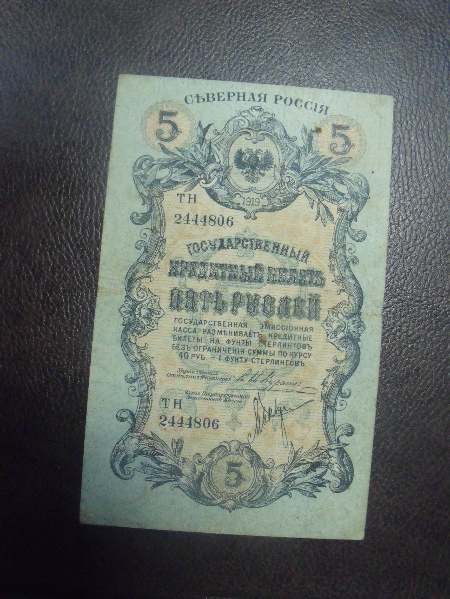 СѢВЕРНАЯ РОССІЯ
5 5
1919
ТН
2444806
ГОСУДАРСТВЕННЫЙ
КРЕДИТНЫЙ БИЛЕТЪ
ПЯТЬ РУБЛЕЙ
ГОСУДАРСТВЕННАЯ ЭМИССІОННАЯ
КАССА РАЗМѢНИВАЕТЪ КРЕДИТНЫЕ
БИЛЕТЫ НА ФУНТЫ СТЕРЛИНГОВЪ
БЕЗЪ ОГРАНИЧЕНІЯ СУММЫ ПО КУРСУ
40 РУБ. = 1 ФУНТУ СТЕРЛИНГОВЪ.
Управляющій
ТН
2444806
5